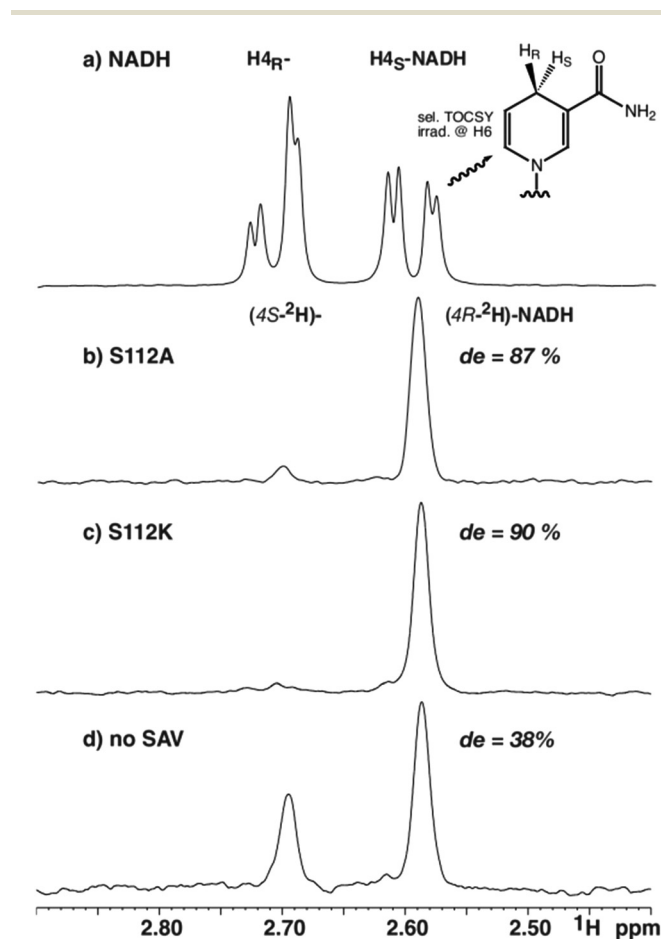 a) NADH H4R- H4S-NADH
HR HS O
sel. TOCSY
irrad. @ H6
NH2
N
(4S-2H)- (4R-2H)-NADH
b) S112A de = 87 %
c) S112K de = 90 %
d) no SAV de = 38%
2.80 2.70 2.60 2.50 1H ppm